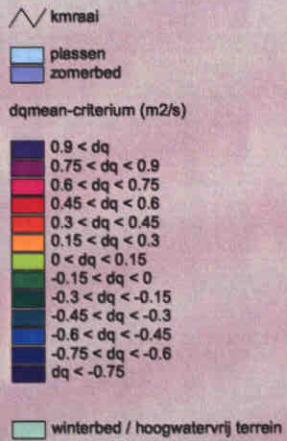 kmraai
plassen
zomerbed
dqmean-criterium (m2/s)
0.9 < dq
0.75 < dq < 0.9
0.6 < dq < 0.75
0.45 < dq < 0.6
0.3 < dq < 0.45
0.15 < dq < 0.3
0 < dq < 0.15
-0.15 < dq < 0
-0.3 < dq < -0.15
-0.45 < dq < -0.3
-0.6 < dq < -0.45
-0.75 < dq < -0.6
dq < -0.75
winterbed / hoogwatervrij terrein